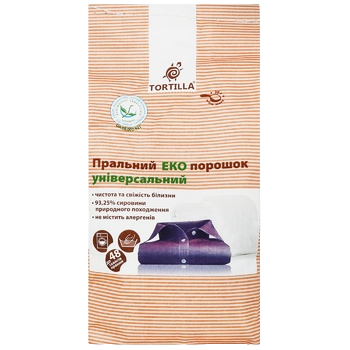 TORTILLA
Пральний ЕКО порошок
універсальний
• чистота та свіжість білизни
• 93,25% сировини
природного походження
• не містить алергенів
48